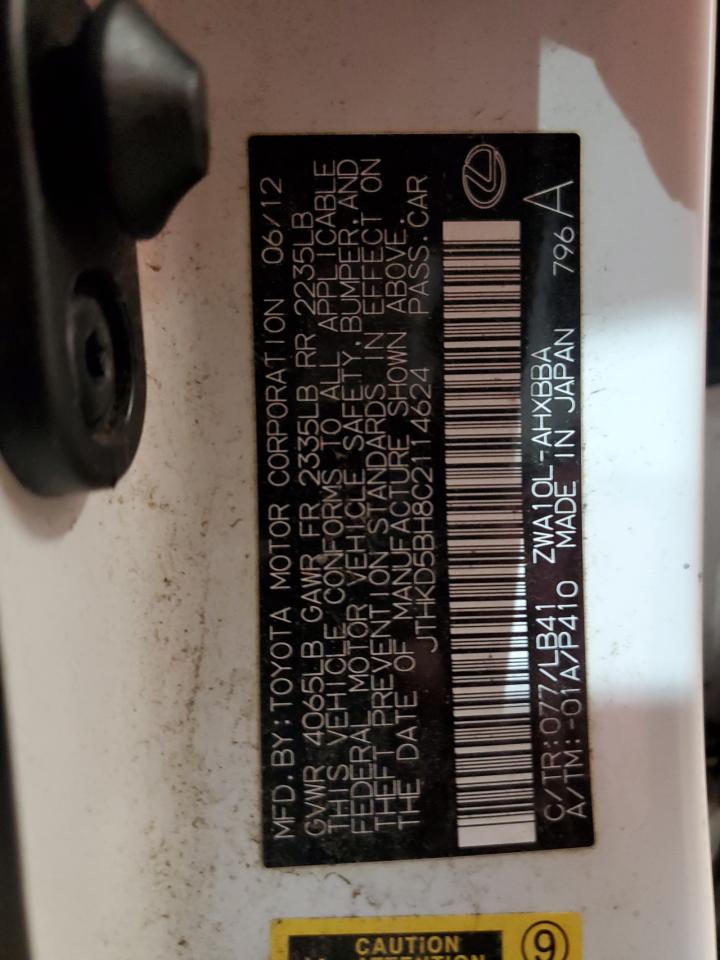 MFD.BY:TOYOTA MOTOR CORPORATION 06/12
GVWR 4065LB GAWR FR 2335LB RR 2235LB
THIS VEHICLE CONFORMS TO ALL APPLICABLE
FEDERAL MOTOR VEHICLE SAFETY, BUMPER, AND
THEFT PREVENTION STANDARDS IN EFFECT ON
THE DATE OF MANUFACTURE SHOWN ABOVE.
JTHKD5BH8C2114624 PASS. CAR
C/TR:077/LB41 ZWA10L-AHXBBA
A/TM:-01A/P410 MADE IN JAPAN 796 A
CAUTION
9